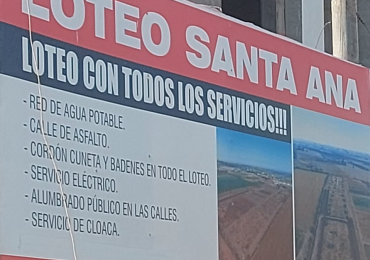 LOTEO SANTA ANA
LOTEO CON TODOS LOS SERVICIOS!!!
- RED DE AGUA POTABLE.
- CALLE DE ASFALTO.
- CORDÓN CUNETA Y BADENES EN TODO EL LOTEO.
- SERVICIO ELÉCTRICO.
- ALUMBRADO PÚBLICO EN LAS CALLES.
- SERVICIO DE CLOACA.